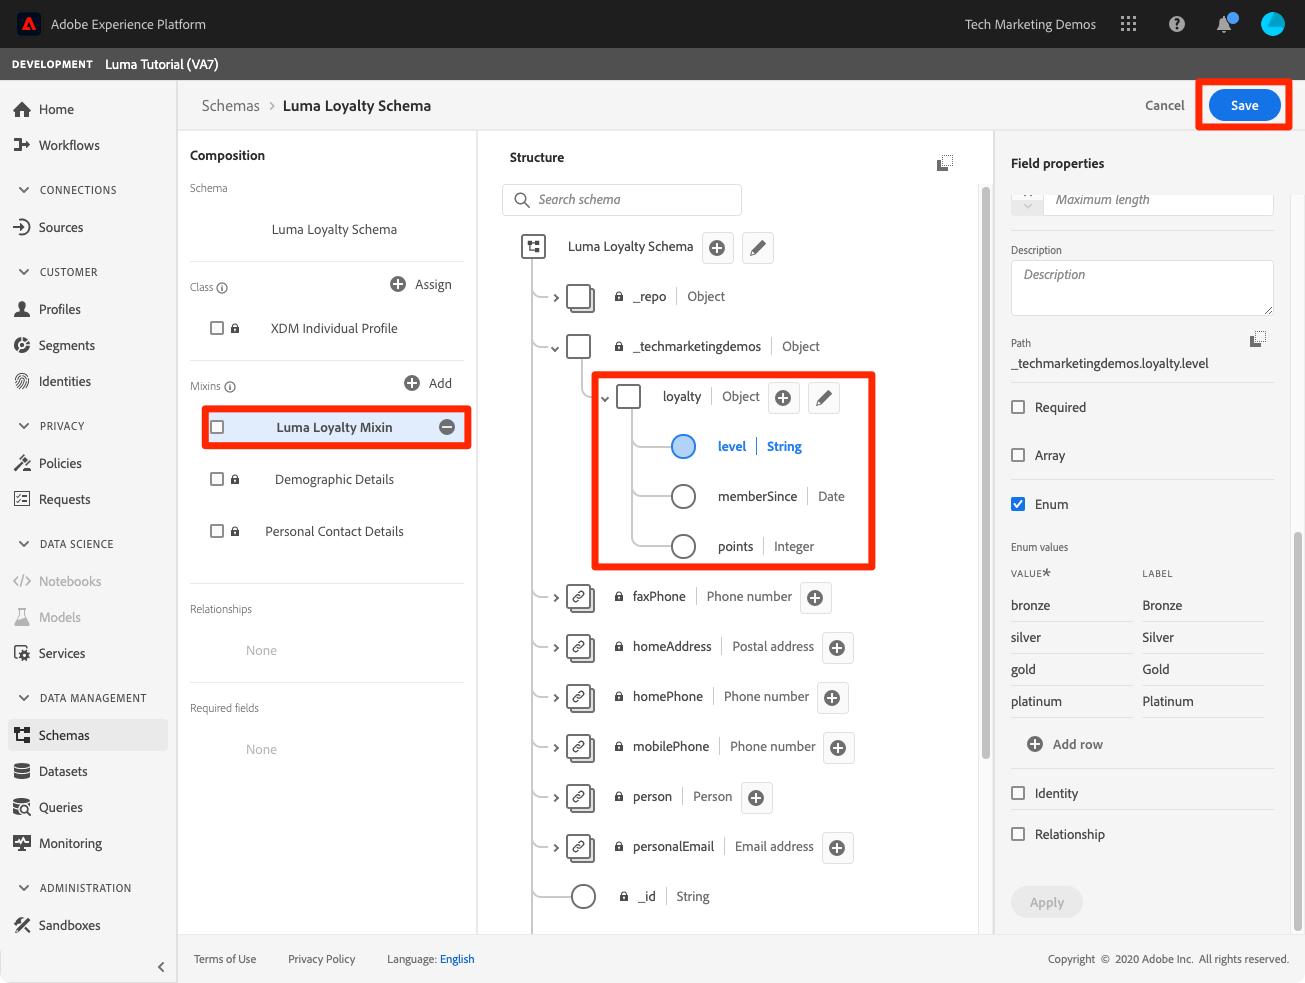 Adobe Experience Platform
Tech Marketing Demos
DEVELOPMENT Luma Tutorial (VA7)
Home
Workflows
CONNECTIONS
Sources
CUSTOMER
Profiles
Segments
Identities
PRIVACY
Policies
Requests
DATA SCIENCE
Notebooks
Models
Services
DATA MANAGEMENT
Schemas
Datasets
Queries
Monitoring
ADMINISTRATION
Sandboxes
Schemas > Luma Loyalty Schema
Cancel
Save
Composition
Schema
Luma Loyalty Schema
Class
Assign
XDM Individual Profile
Mixins
Add
Luma Loyalty Mixin
Demographic Details
Personal Contact Details
Relationships
None
Required fields
None
Structure
Search schema
Luma Loyalty Schema
_repo | Object
_techmarketingdemos | Object
loyalty | Object
level | String
memberSince | Date
points | Integer
faxPhone | Phone number
homeAddress | Postal address
homePhone | Phone number
mobilePhone | Phone number
person | Person
personalEmail | Email address
_id | String
Field properties
Maximum length
Description
Description
Path
_techmarketingdemos.loyalty.level
Required
Array
Enum
Enum values
VALUE* LABEL
bronze Bronze
silver Silver
gold Gold
platinum Platinum
Add row
Identity
Relationship
Apply
Terms of Use Privacy Policy Language: English
Copyright © 2020 Adobe Inc. All rights reserved.